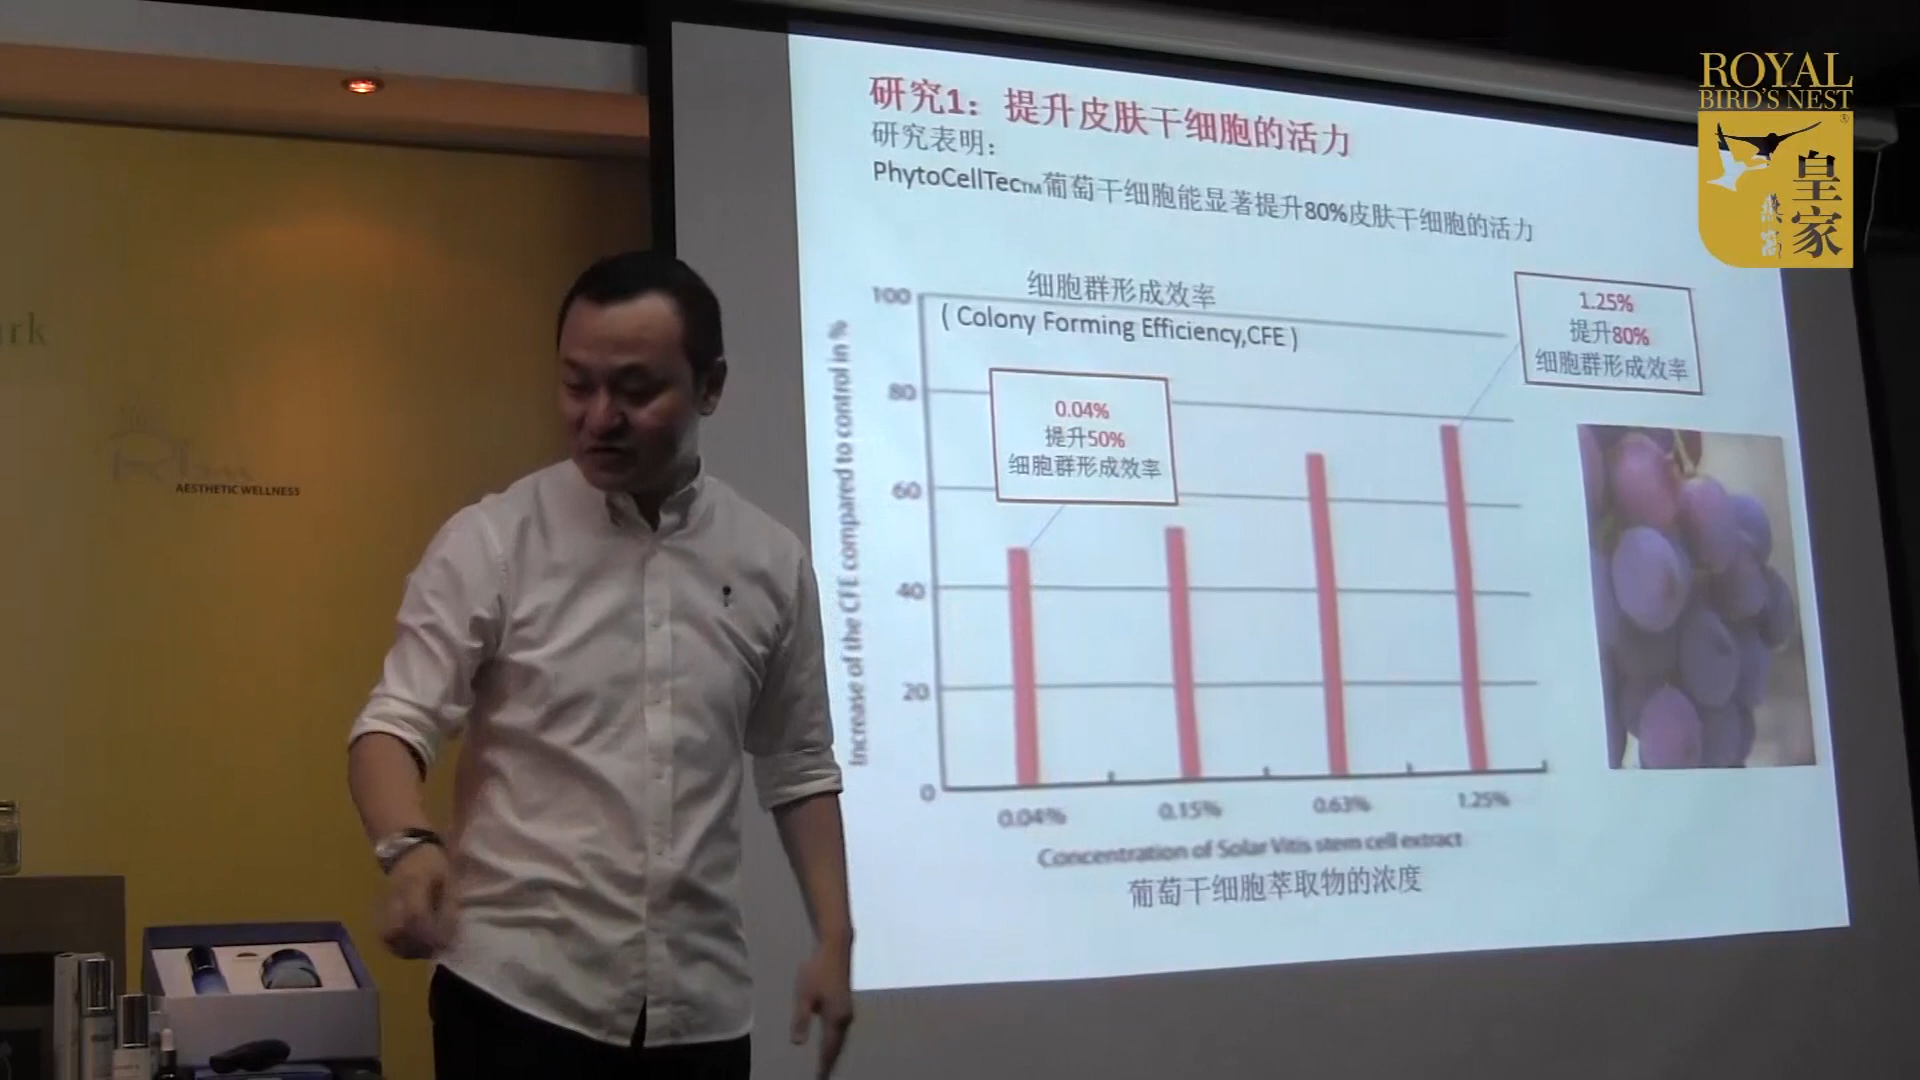 研究1：提升皮肤干细胞的活力
研究表明：
PhytoCellTec™葡萄干细胞能显著提升80%皮肤干细胞的活力
细胞群形成效率
( Colony Forming Efficiency,CFE )
0.04%
提升50%
细胞群形成效率
1.25%
提升80%
细胞群形成效率
Increase of the CFE compared to control in %
100
80
60
40
20
0
0.04% 0.15% 0.63% 1.25%
Concentration of Solar Vitis stem cell extract
葡萄干细胞萃取物的浓度
ROYAL
BIRD'S NEST
®
皇家
燕窝
AESTHETIC WELLNESS